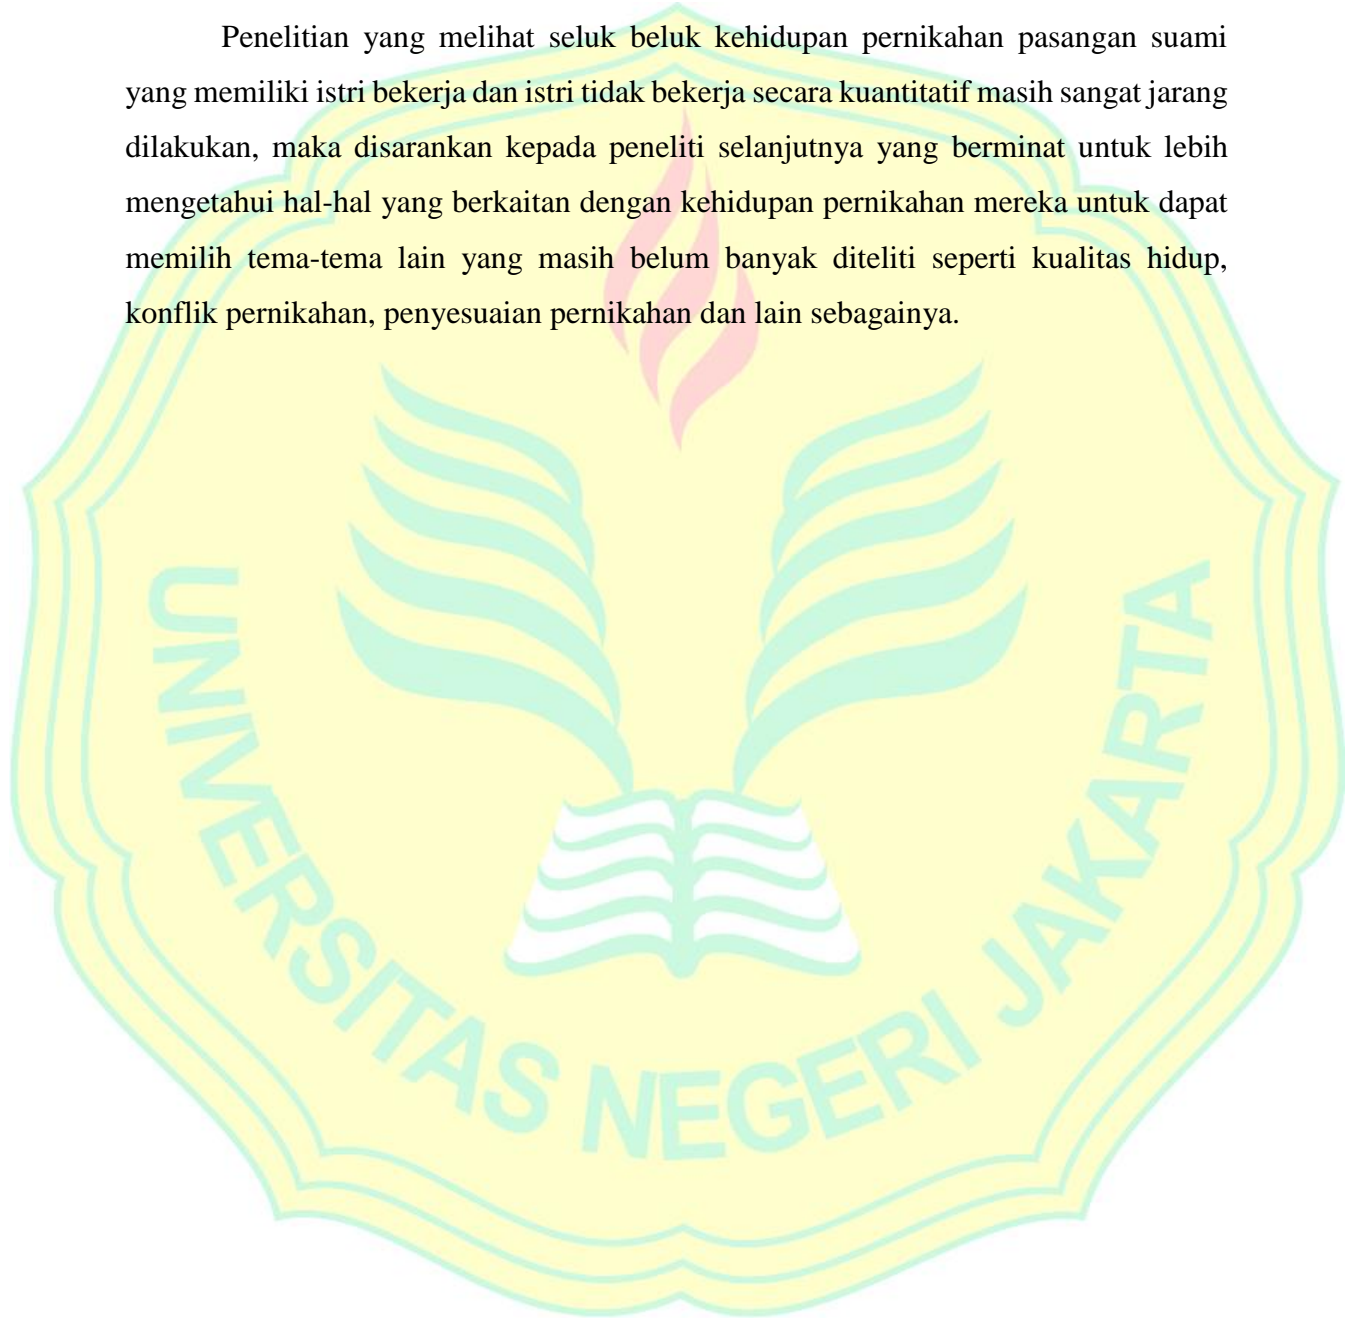 Penelitian yang melihat seluk beluk kehidupan pernikahan pasangan suami
yang memiliki istri bekerja dan istri tidak bekerja secara kuantitatif masih sangat jarang
dilakukan, maka disarankan kepada peneliti selanjutnya yang berminat untuk lebih
mengetahui hal-hal yang berkaitan dengan kehidupan pernikahan mereka untuk dapat
memilih tema-tema lain yang masih belum banyak diteliti seperti kualitas hidup,
konflik pernikahan, penyesuaian pernikahan dan lain sebagainya.
UNIVERSITAS NEGERI JAKARTA